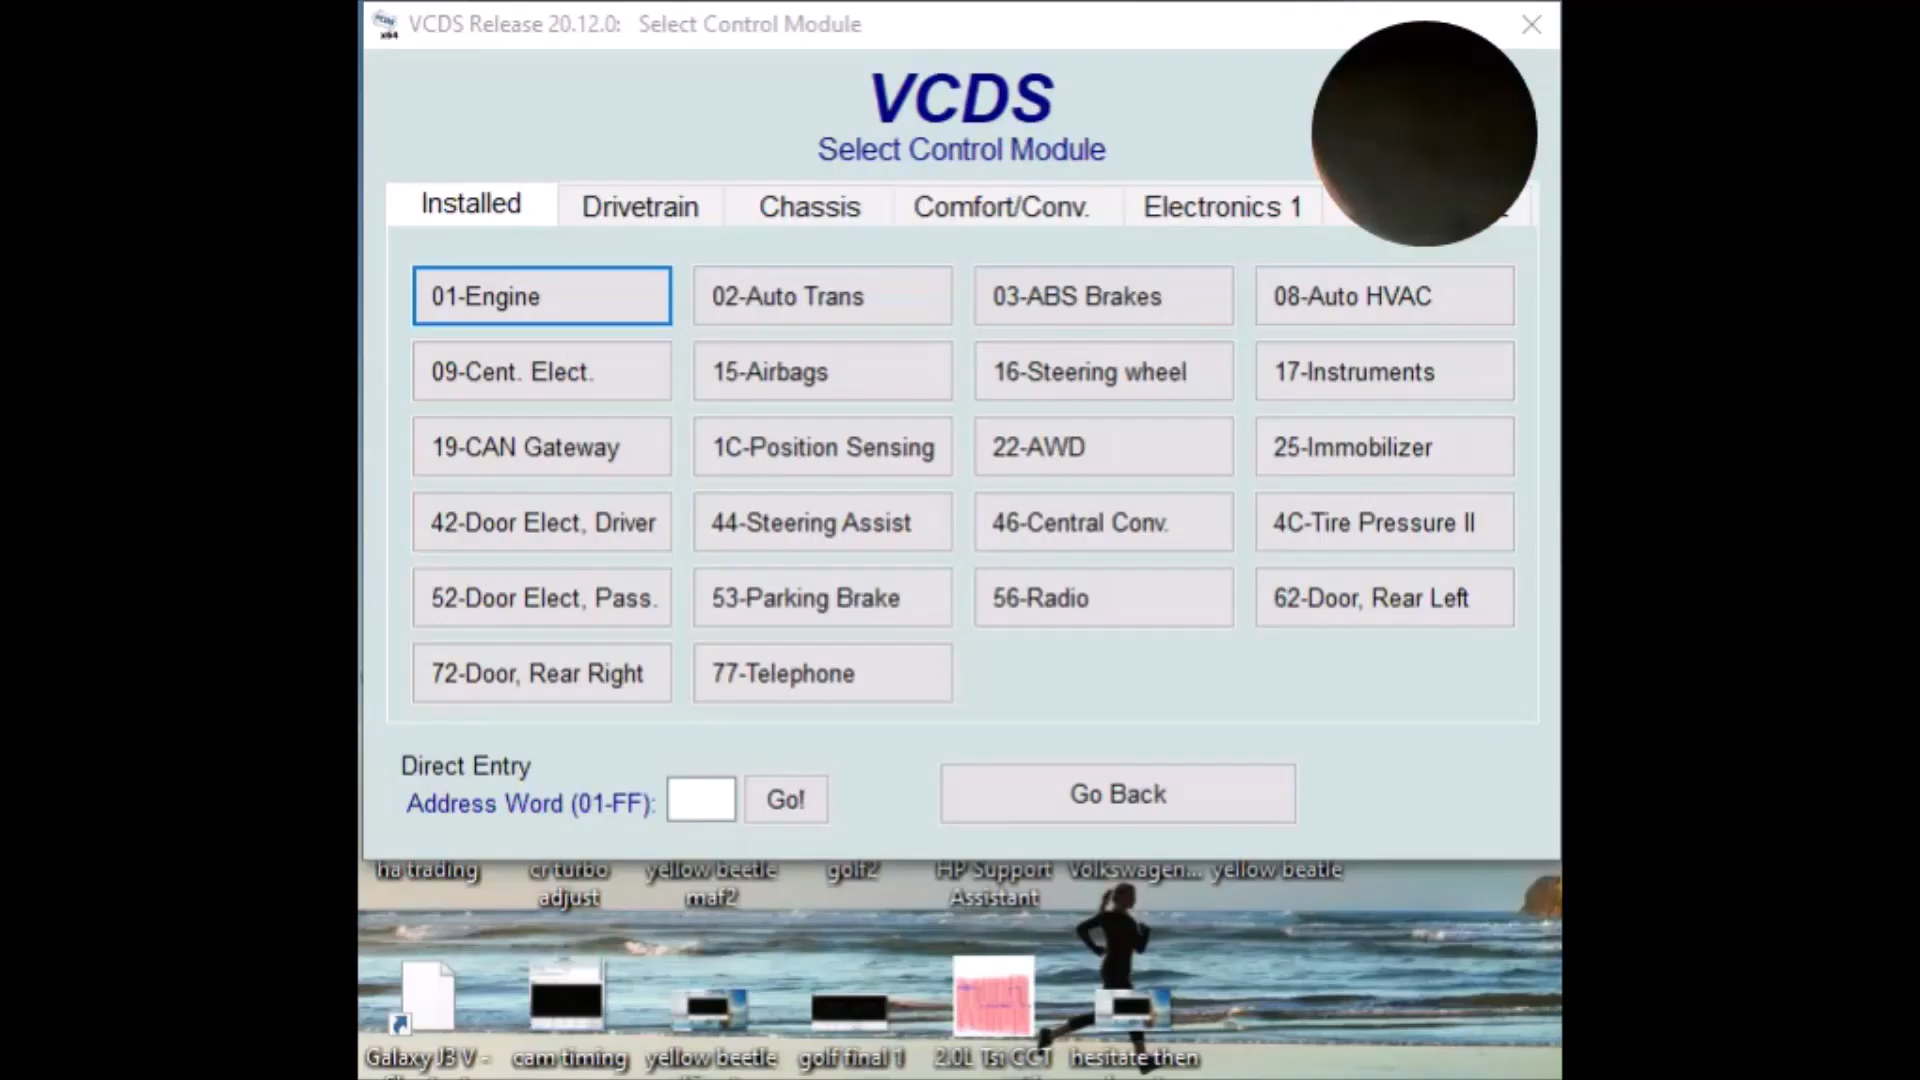 VCDS Release 20.12.0: Select Control Module
VCDS
Select Control Module
Installed
Drivetrain
Chassis
Comfort/Conv.
Electronics 1
01-Engine
02-Auto Trans
03-ABS Brakes
08-Auto HVAC
09-Cent. Elect.
15-Airbags
16-Steering wheel
17-Instruments
19-CAN Gateway
1C-Position Sensing
22-AWD
25-Immobilizer
42-Door Elect, Driver
44-Steering Assist
46-Central Conv.
4C-Tire Pressure II
52-Door Elect, Pass.
53-Parking Brake
56-Radio
62-Door, Rear Left
72-Door, Rear Right
77-Telephone
Direct Entry
Address Word (01-FF):
Go!
Go Back
ha trading
cr turbo
adjust
yellow beetle
maf2
golf2
HP Support
Assistant
Volkswagen...
yellow beatle
Galaxy J3 V -
cam timing
yellow beetle
golf final 1
2.0L Tsi CCT
hesitate then